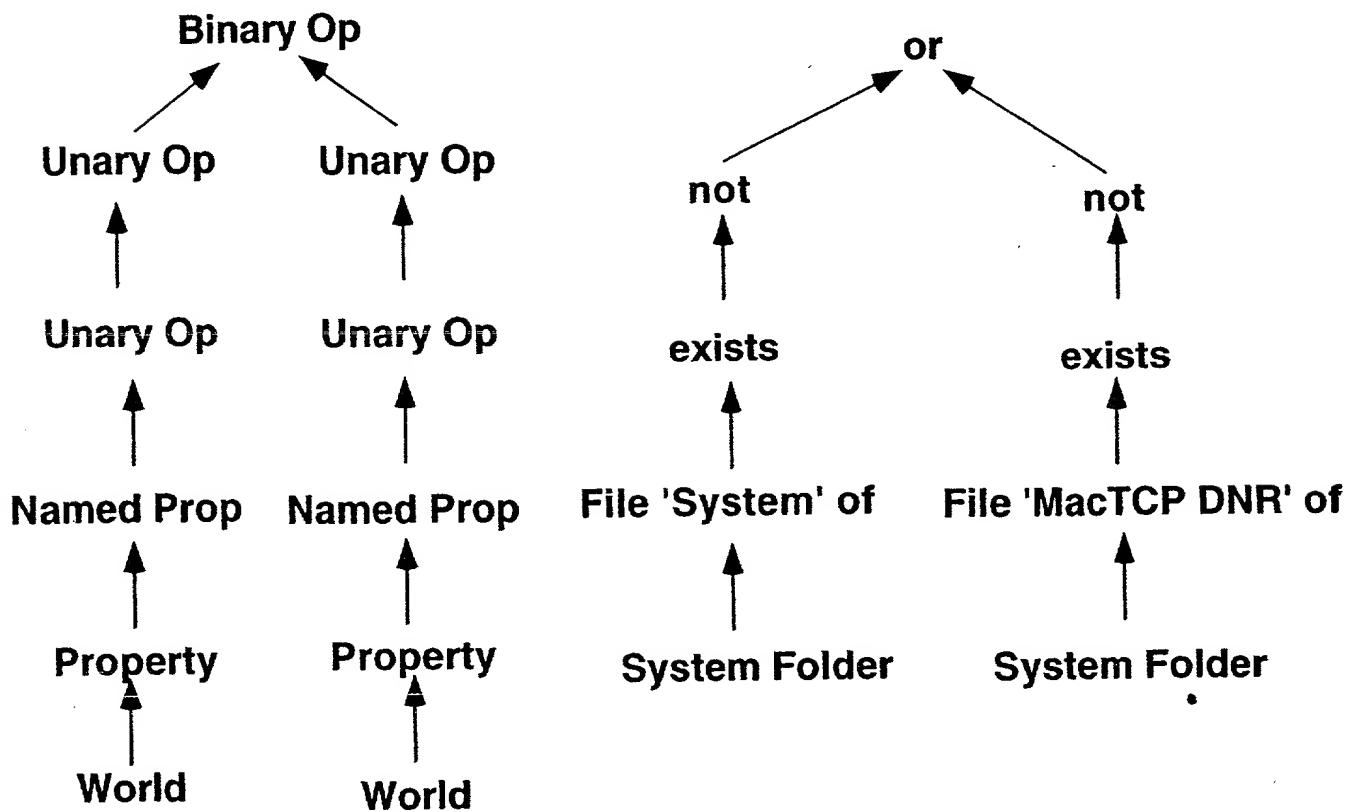 Binary Op
or
Unary Op Unary Op
not not
Unary Op Unary Op
exists exists
Named Prop Named Prop
File 'System' of File 'MacTCP DNR' of
Property Property
System Folder System Folder
World World